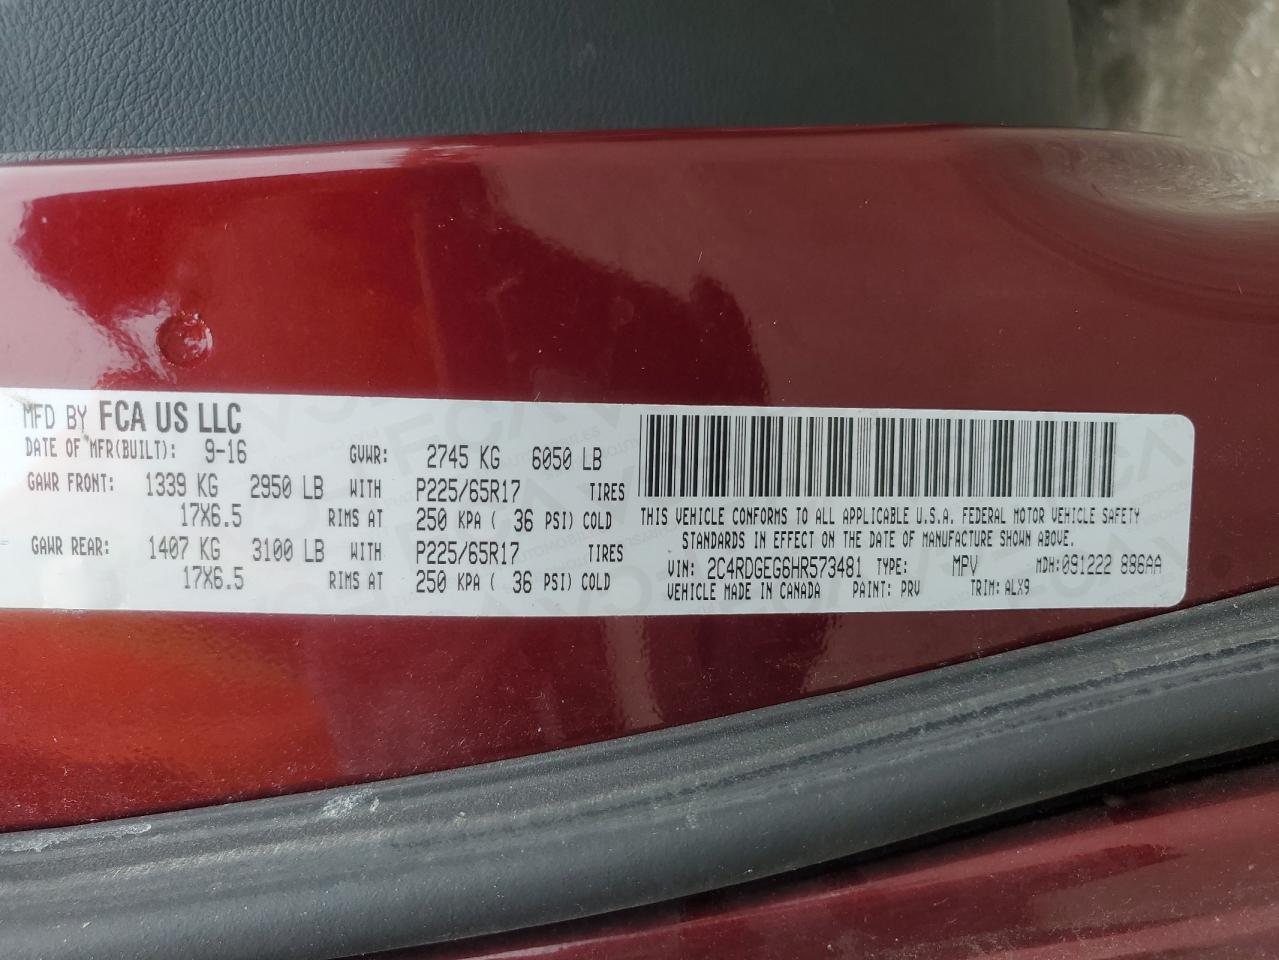 MFD BY FCA US LLC
DATE OF MFR(BUILT): 9-16 GVWR: 2745 KG 6050 LB
GAWR FRONT: 1339 KG 2950 LB WITH P225/65R17 TIRES
17X6.5 RIMS AT 250 KPA ( 36 PSI) COLD
GAWR REAR: 1407 KG 3100 LB WITH P225/65R17 TIRES
17X6.5 RIMS AT 250 KPA ( 36 PSI) COLD
THIS VEHICLE CONFORMS TO ALL APPLICABLE U.S.A. FEDERAL MOTOR VEHICLE SAFETY
STANDARDS IN EFFECT ON THE DATE OF MANUFACTURE SHOWN ABOVE.
VIN: 2C4RDGEG6HR573481 TYPE: MPV MDH:091222 886AA
VEHICLE MADE IN CANADA PAINT: PRV TRIM: ALX9